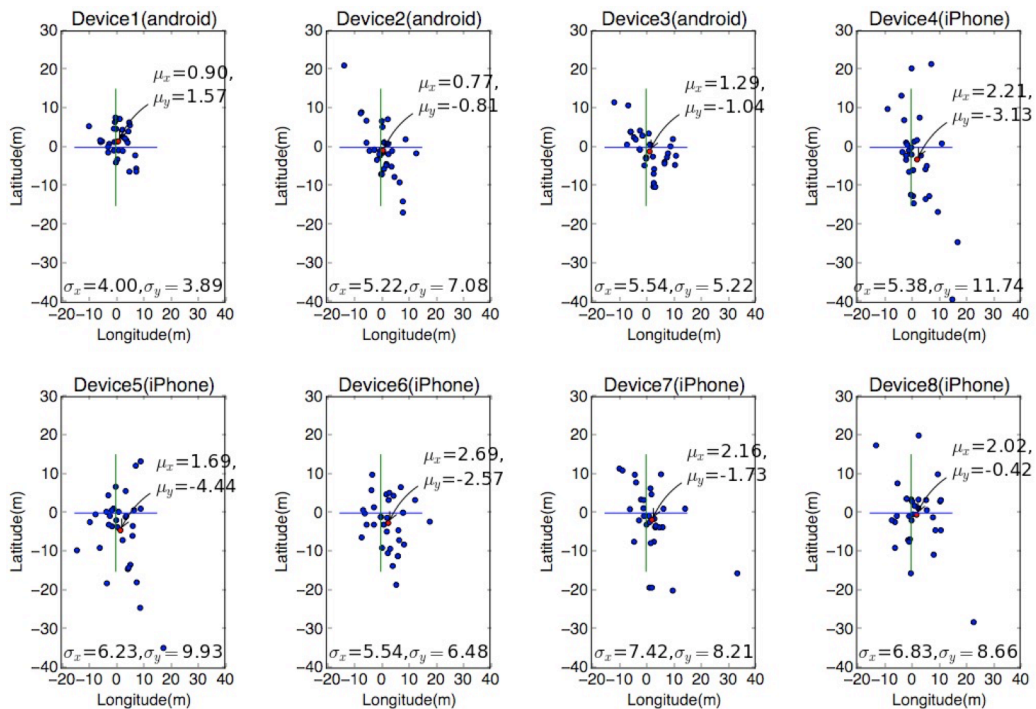 Device1(android) Device2(android) Device3(android) Device4(iPhone)
30 30 30 30
20 20 20 20
μx=0.90, μx=0.77, μx=1.29, μx=2.21,
10 10 10 10
μy=1.57 μy=-0.81 μy=-1.04 μy=-3.13
0 0 0 0
−10 −10 −10 −10
−20 −20 −20 −20
−30 −30 −30 −30
σx=4.00,σy=3.89 σx=5.22,σy=7.08 σx=5.54,σy=5.22 σx=5.38,σy=11.74
−40 −40 −40 −40
−20−10 0 10 20 30 40 −20−10 0 10 20 30 40 −20−10 0 10 20 30 40 −20−10 0 10 20 30 40
Longitude(m) Longitude(m) Longitude(m) Longitude(m)
Latitude(m) Latitude(m) Latitude(m) Latitude(m)
Device5(iPhone) Device6(iPhone) Device7(iPhone) Device8(iPhone)
30 30 30 30
20 20 20 20
μx=1.69, μx=2.69, μx=2.16, μx=2.02,
10 10 10 10
μy=-4.44 μy=-2.57 μy=-1.73 μy=-0.42
0 0 0 0
−10 −10 −10 −10
−20 −20 −20 −20
−30 −30 −30 −30
σx=6.23,σy=9.93 σx=5.54,σy=6.48 σx=7.42,σy=8.21 σx=6.83,σy=8.66
−40 −40 −40 −40
−20−10 0 10 20 30 40 −20−10 0 10 20 30 40 −20−10 0 10 20 30 40 −20−10 0 10 20 30 40
Longitude(m) Longitude(m) Longitude(m) Longitude(m)
Latitude(m) Latitude(m) Latitude(m) Latitude(m)